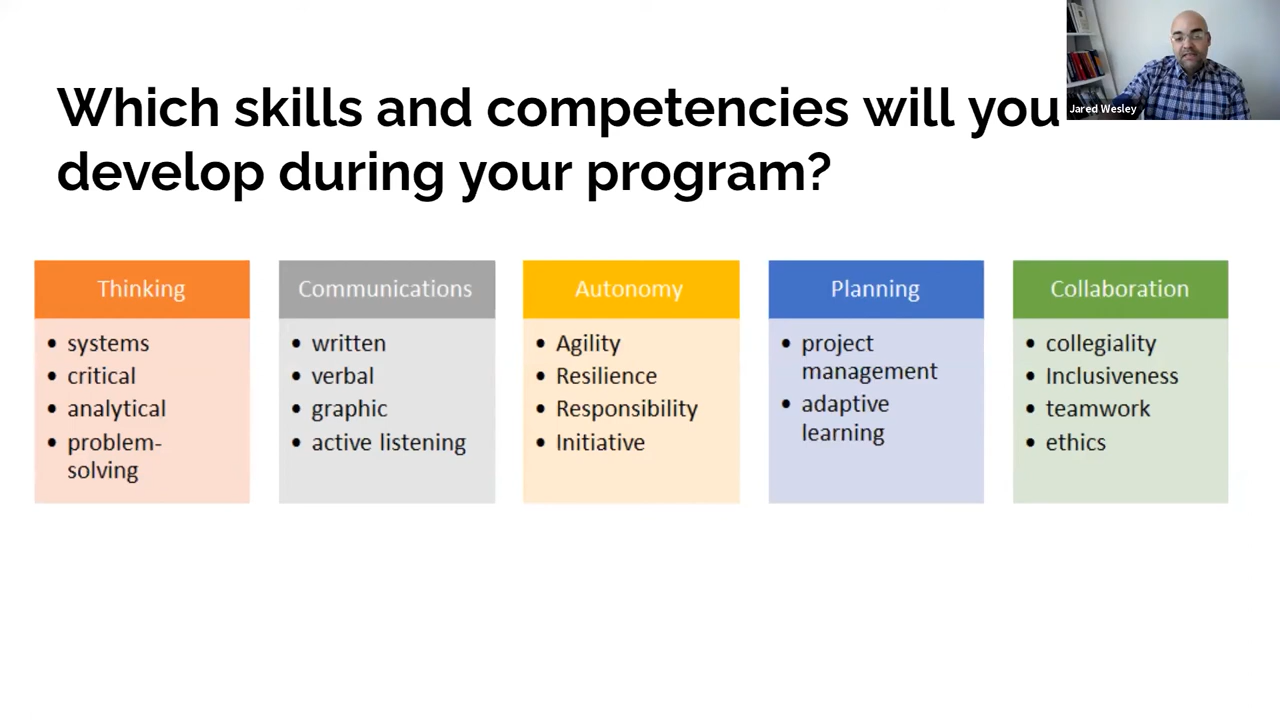 Which skills and competencies will you
develop during your program?
Jared Wesley
Thinking
• systems
• critical
• analytical
• problem-
solving
Communications
• written
• verbal
• graphic
• active listening
Autonomy
• Agility
• Resilience
• Responsibility
• Initiative
Planning
• project
management
• adaptive
learning
Collaboration
• collegiality
• Inclusiveness
• teamwork
• ethics